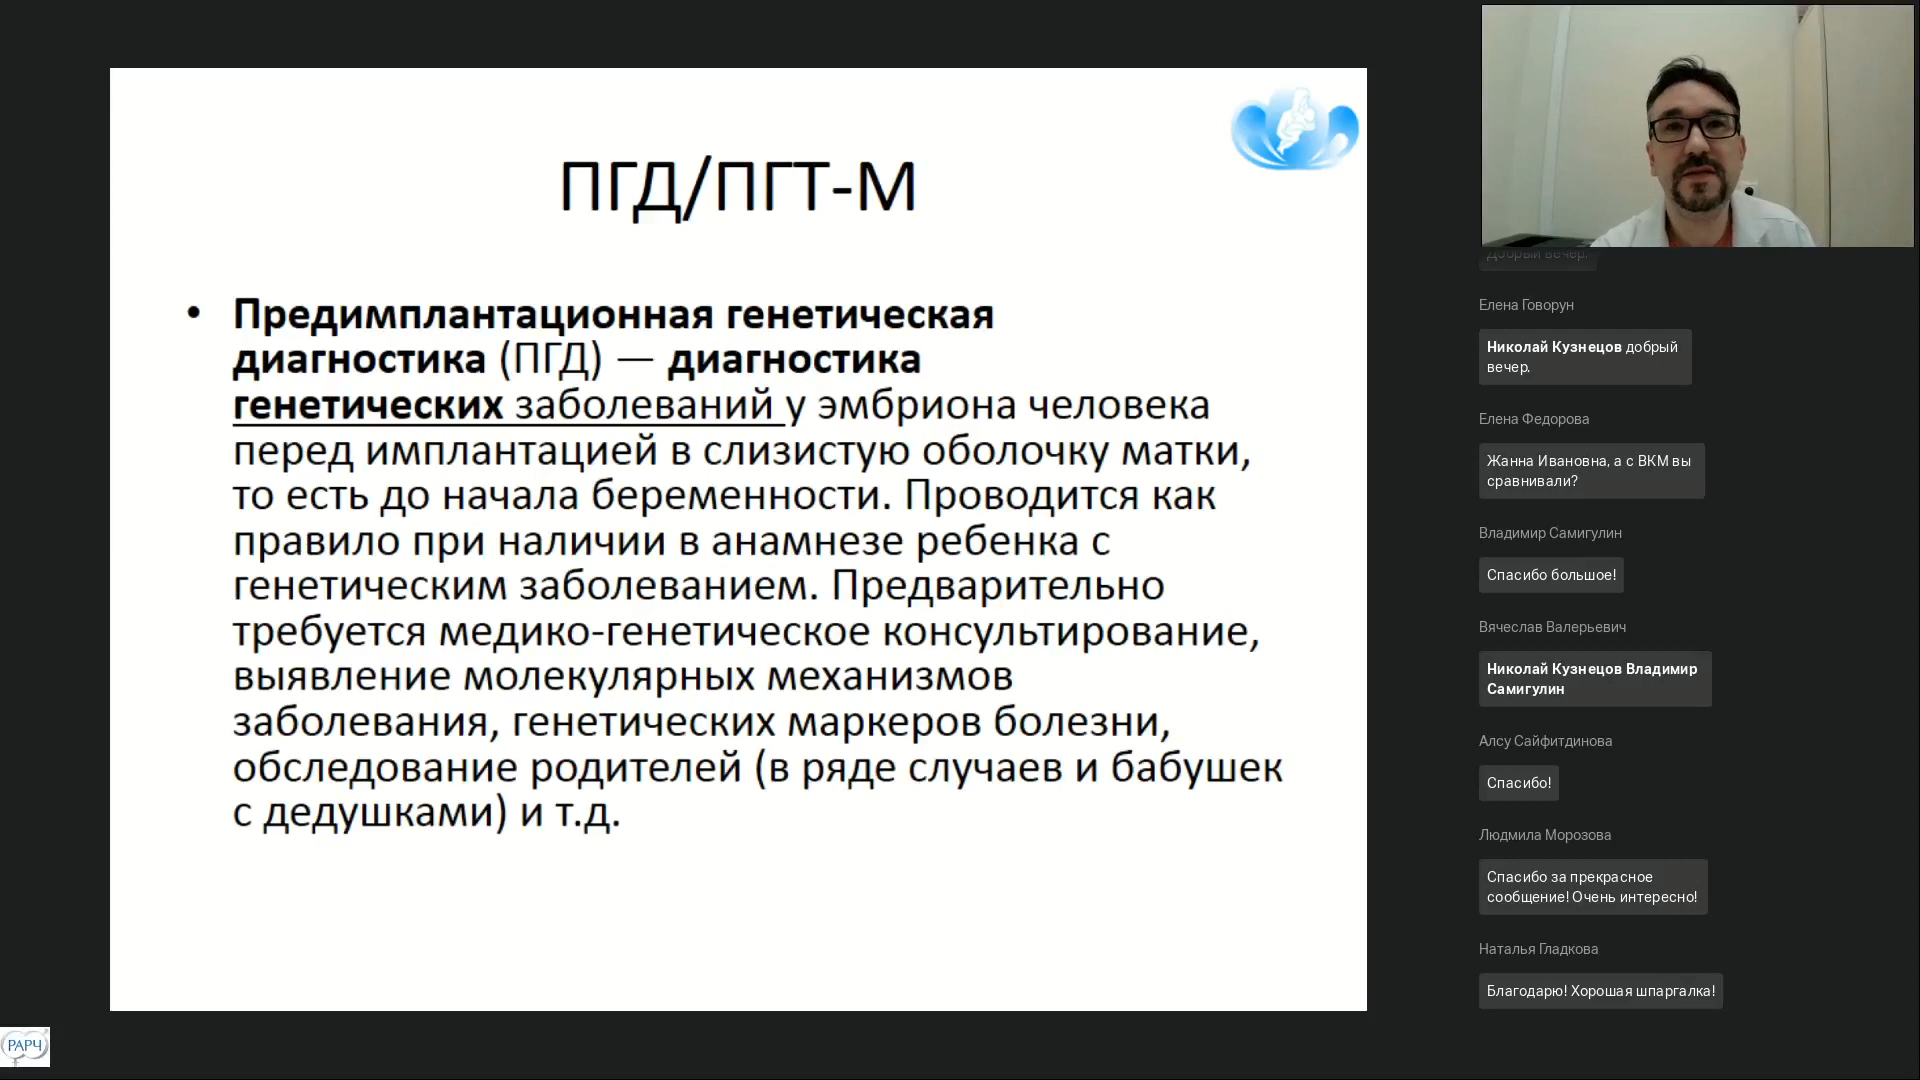 ПГД/ПГТ-М
• Предимплантационная генетическая
диагностика (ПГД) — диагностика
генетических заболеваний у эмбриона человека
перед имплантацией в слизистую оболочку матки,
то есть до начала беременности. Проводится как
правило при наличии в анамнезе ребенка с
генетическим заболеванием. Предварительно
требуется медико-генетическое консультирование,
выявление молекулярных механизмов
заболевания, генетических маркеров болезни,
обследование родителей (в ряде случаев и бабушек
с дедушками) и т.д.
Добрый вечер.
Елена Говорун
Николай Кузнецов добрый
вечер.
Елена Федорова
Жанна Ивановна, а с ВКМ вы
сравнивали?
Владимир Самигулин
Спасибо большое!
Вячеслав Валерьевич
Николай Кузнецов Владимир
Самигулин
Алсу Сайфитдинова
Спасибо!
Людмила Морозова
Спасибо за прекрасное
сообщение! Очень интересно!
Наталья Гладкова
Благодарю! Хорошая шпаргалка!
РАРЧ